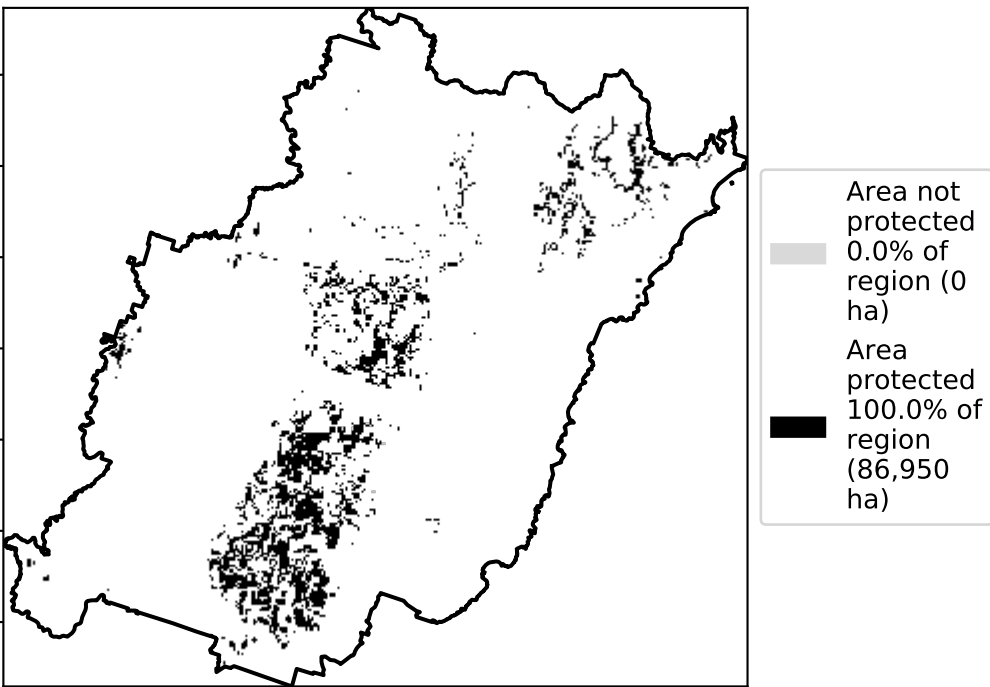 Area not
protected
0.0% of
region (0
ha)
Area
protected
100.0% of
region
(86,950
ha)